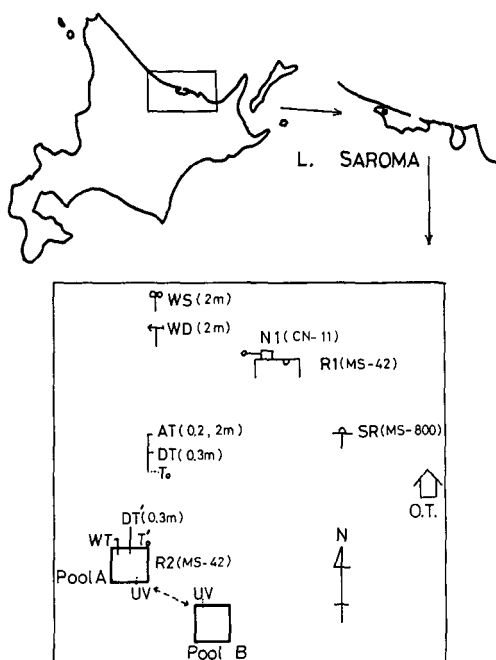 L. SAROMA
WS (2m)
WD (2m)
N1 (CN-11)
R1(MS-42)
AT(0.2, 2m)
DT(0.3m)
To
SR(MS-800)
O.T.
DT'(0.3m)
WT
T'o
R2(MS-42)
Pool A
UV
UV
N
Pool B